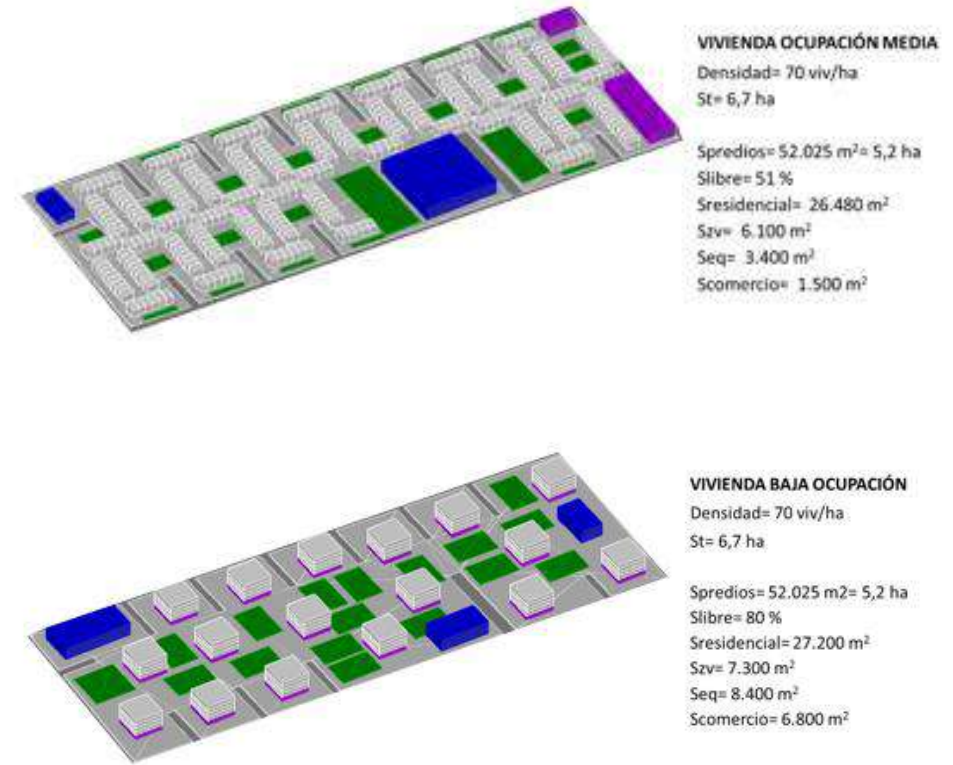 VIVIENDA OCUPACIÓN MEDIA
Densidad= 70 viv/ha
St= 6,7 ha
Spredios= 52.025 m²= 5,2 ha
Slibre= 51 %
Sresidencial= 26.480 m²
Szv= 6.100 m²
Seq= 3.400 m²
Scomercio= 1.500 m²
VIVIENDA BAJA OCUPACIÓN
Densidad= 70 viv/ha
St= 6,7 ha
Spredios= 52.025 m2= 5,2 ha
Slibre= 80 %
Sresidencial= 27.200 m²
Szv= 7.300 m²
Seq= 8.400 m²
Scomercio= 6.800 m²